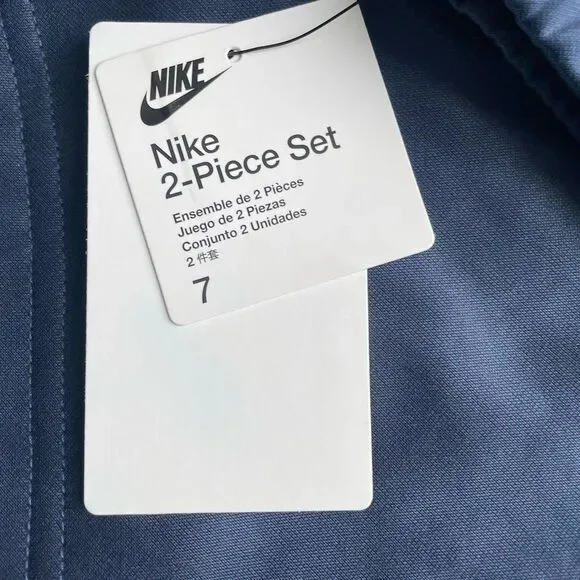 NIKE
Nike
2-Piece Set
Ensemble de 2 Pièces
Juego de 2 Piezas
Conjunto 2 Unidades
2 件套
7